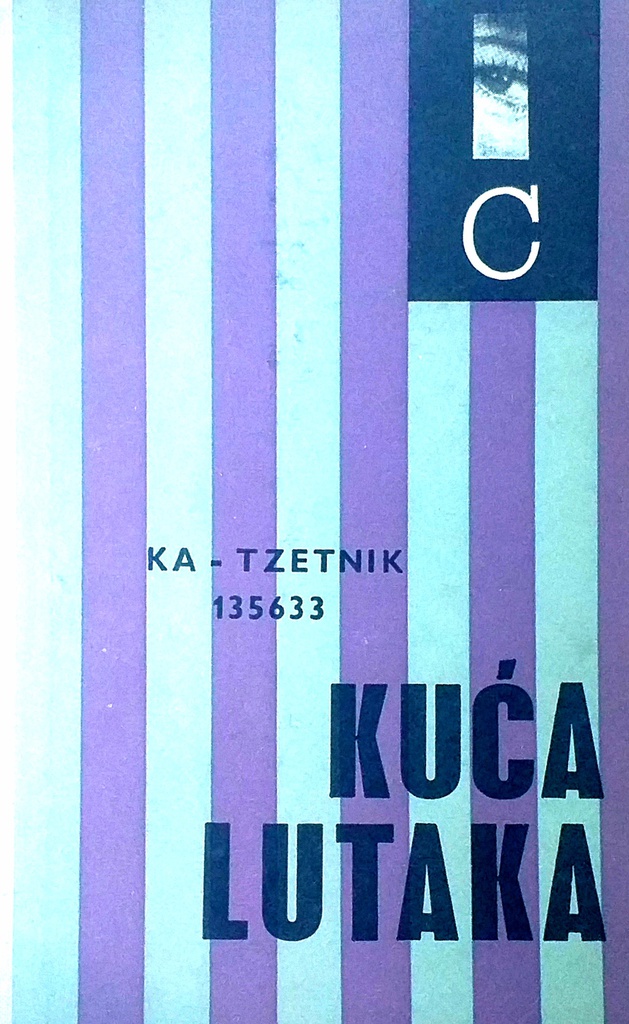 C
KA - TZETNIK
135633
KUĆA
LUTAKA